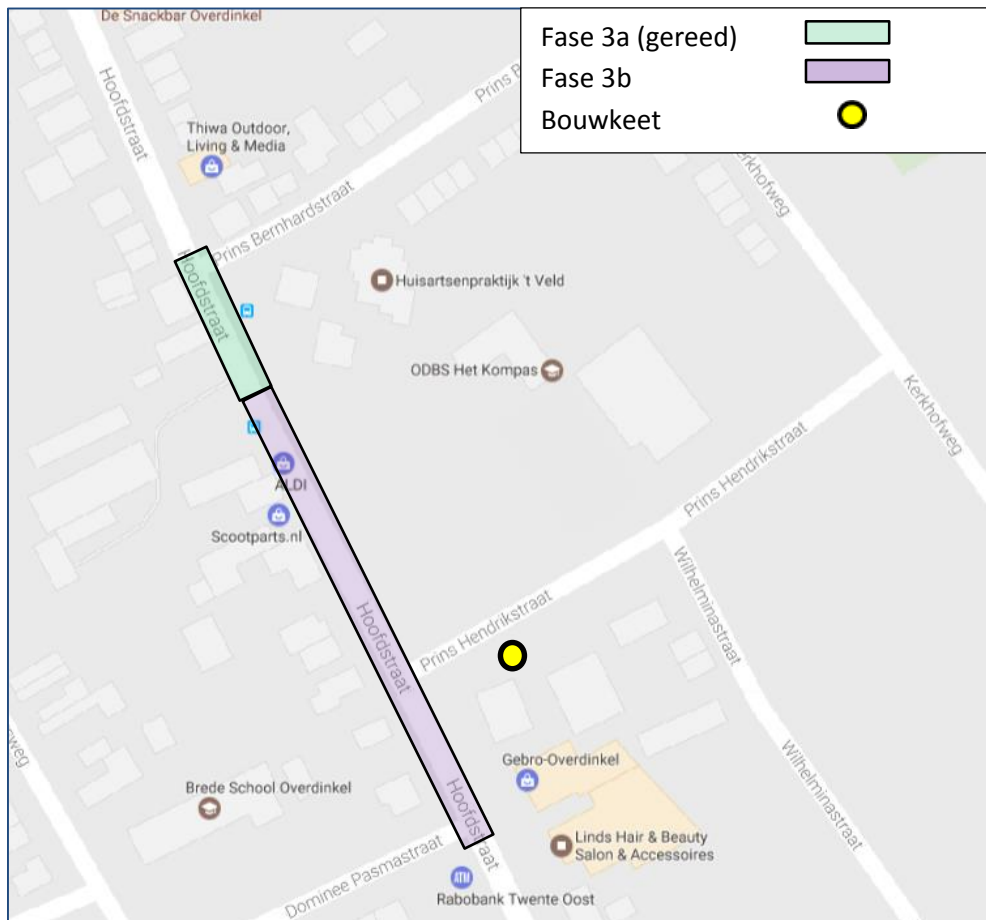 De Snackbar Overdinkel
Fase 3a (gereed)
Fase 3b
Bouwkeet
Hoofdstraat
Prins B
Thiwa Outdoor,
Living & Media
Kerkhofweg
Prins Bernhardstraat
Hoofdstraat
Huisartsenpraktijk 't Veld
ODBS Het Kompas
Kerkhofweg
ALDI
Prins Hendrikstraat
Scootparts.nl
Wilhelminastraat
Prins Hendrikstraat
Hoofdstraat
weg
Gebro-Overdinkel
Wilhelminastraat
Brede School Overdinkel
Hoofdstraat
Linds Hair & Beauty
Salon & Accessoires
Dominee Pasmastraat
Rabobank Twente Oost